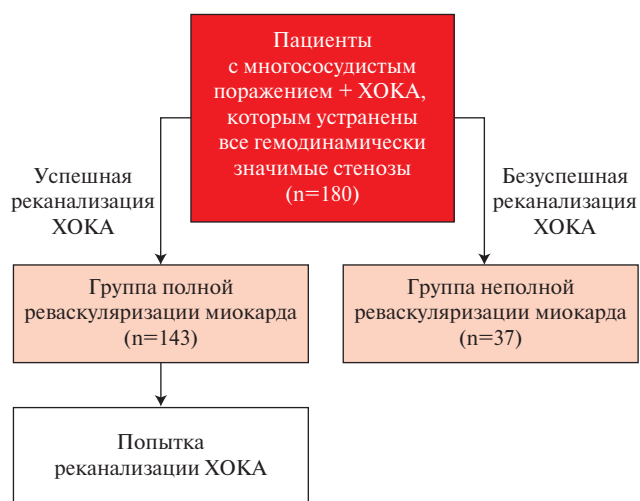 Пациенты
с многососудистым
поражением + ХОКА,
которым устранены
все гемодинамически
значимые стенозы
(n=180)
Успешная
реканализация
ХОКА
Безуспешная
реканализация
ХОКА
Группа полной
реваскуляризации миокарда
(n=143)
Группа неполной
реваскуляризации миокарда
(n=37)
Попытка
реканализации ХОКА